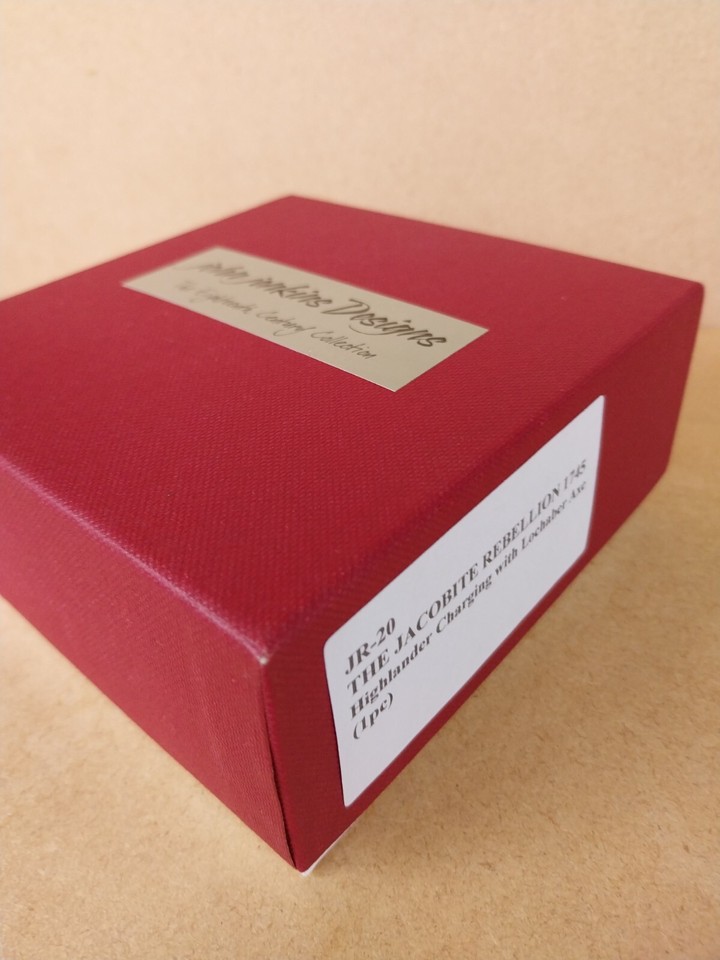 John Jenkins Designs
The Eighteenth Century Collection
JR-20
THE JACOBITE REBELLION 1745
Highlander Charging with Lochaber Axe
(1pc)